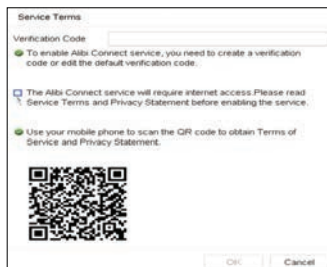 Service Terms
Verification Code
To enable Alibi Connect service, you need to create a verification
code or edit the default verification code.
The Alibi Connect service will require internet access.Please read
Service Terms and Privacy Statement before enabling the service.
Use your mobile phone to scan the QR code to obtain Terms of
Service and Privacy Statement.
OK Cancel